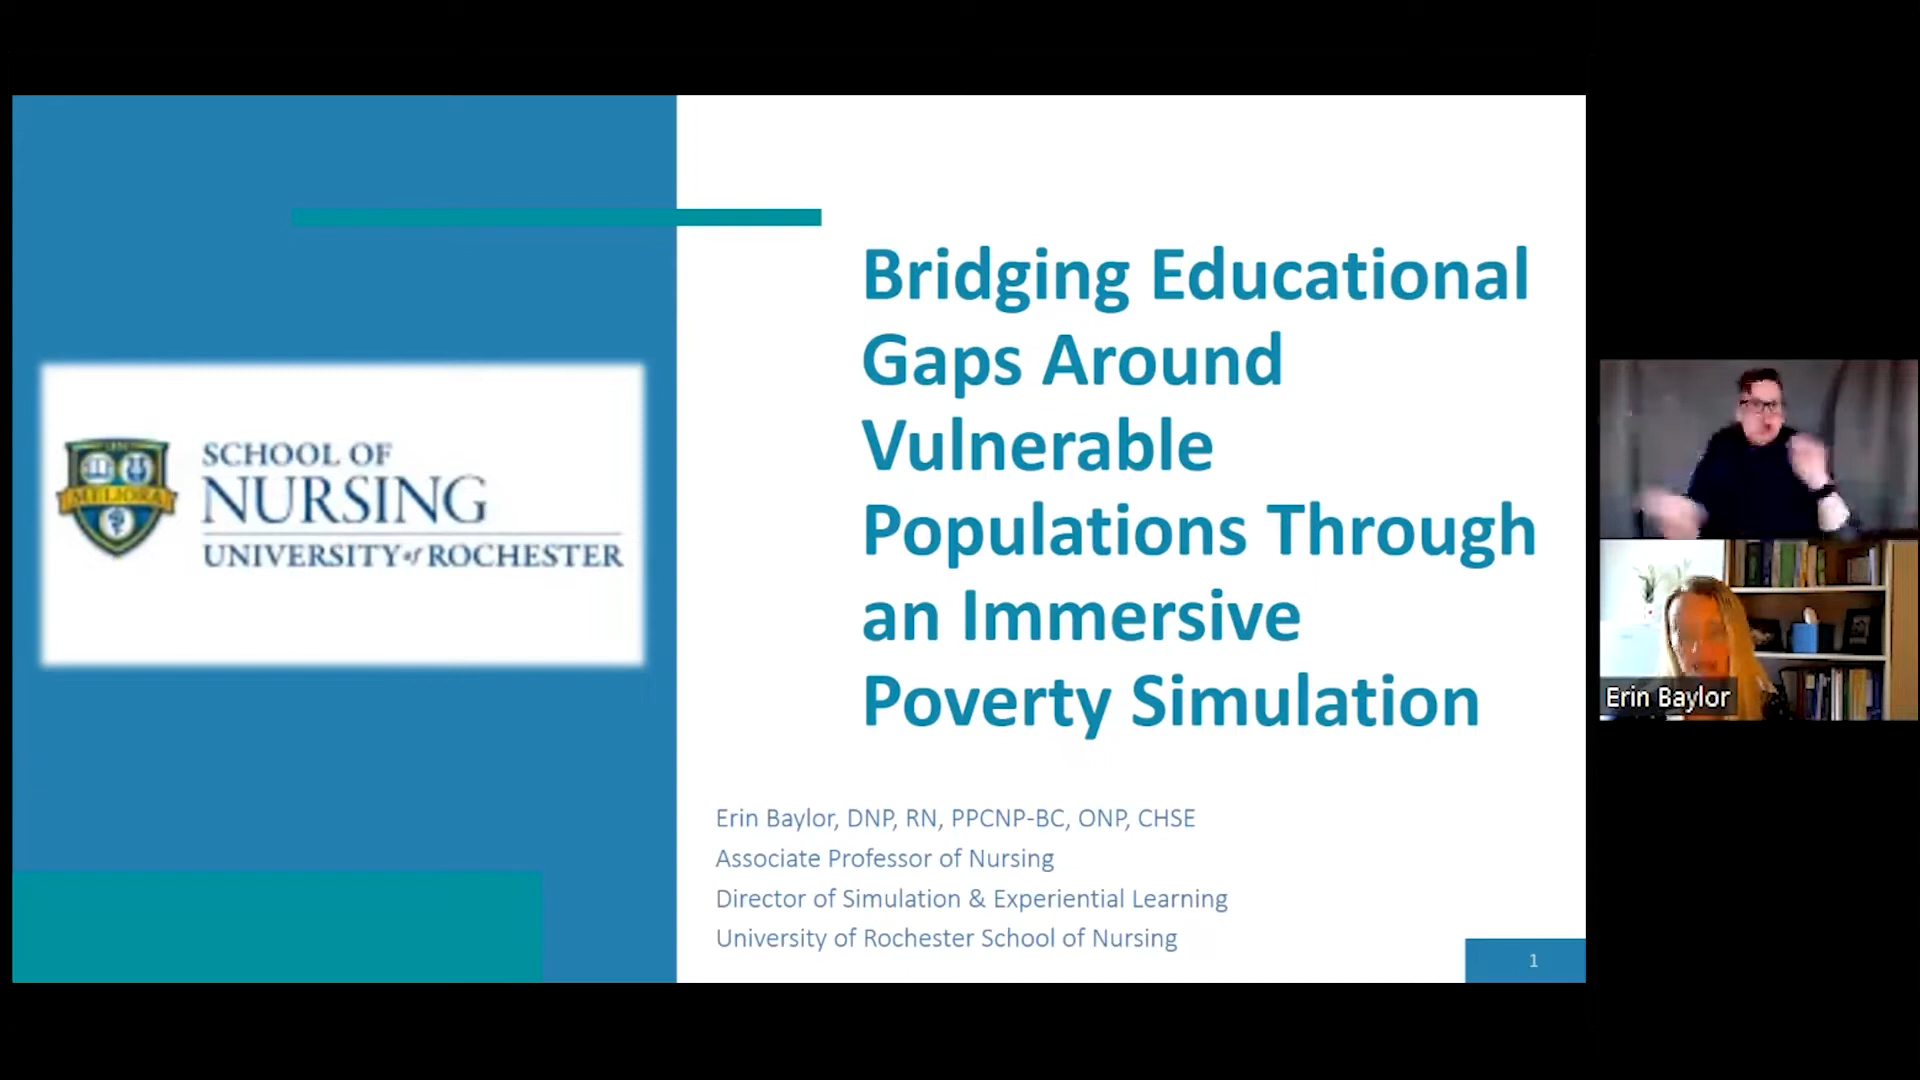 SCHOOL OF
NURSING
UNIVERSITY of ROCHESTER
MELIORA
Bridging Educational
Gaps Around
Vulnerable
Populations Through
an Immersive
Poverty Simulation
Erin Baylor, DNP, RN, PPCNP-BC, ONP, CHSE
Associate Professor of Nursing
Director of Simulation & Experiential Learning
University of Rochester School of Nursing
1
Erin Baylor